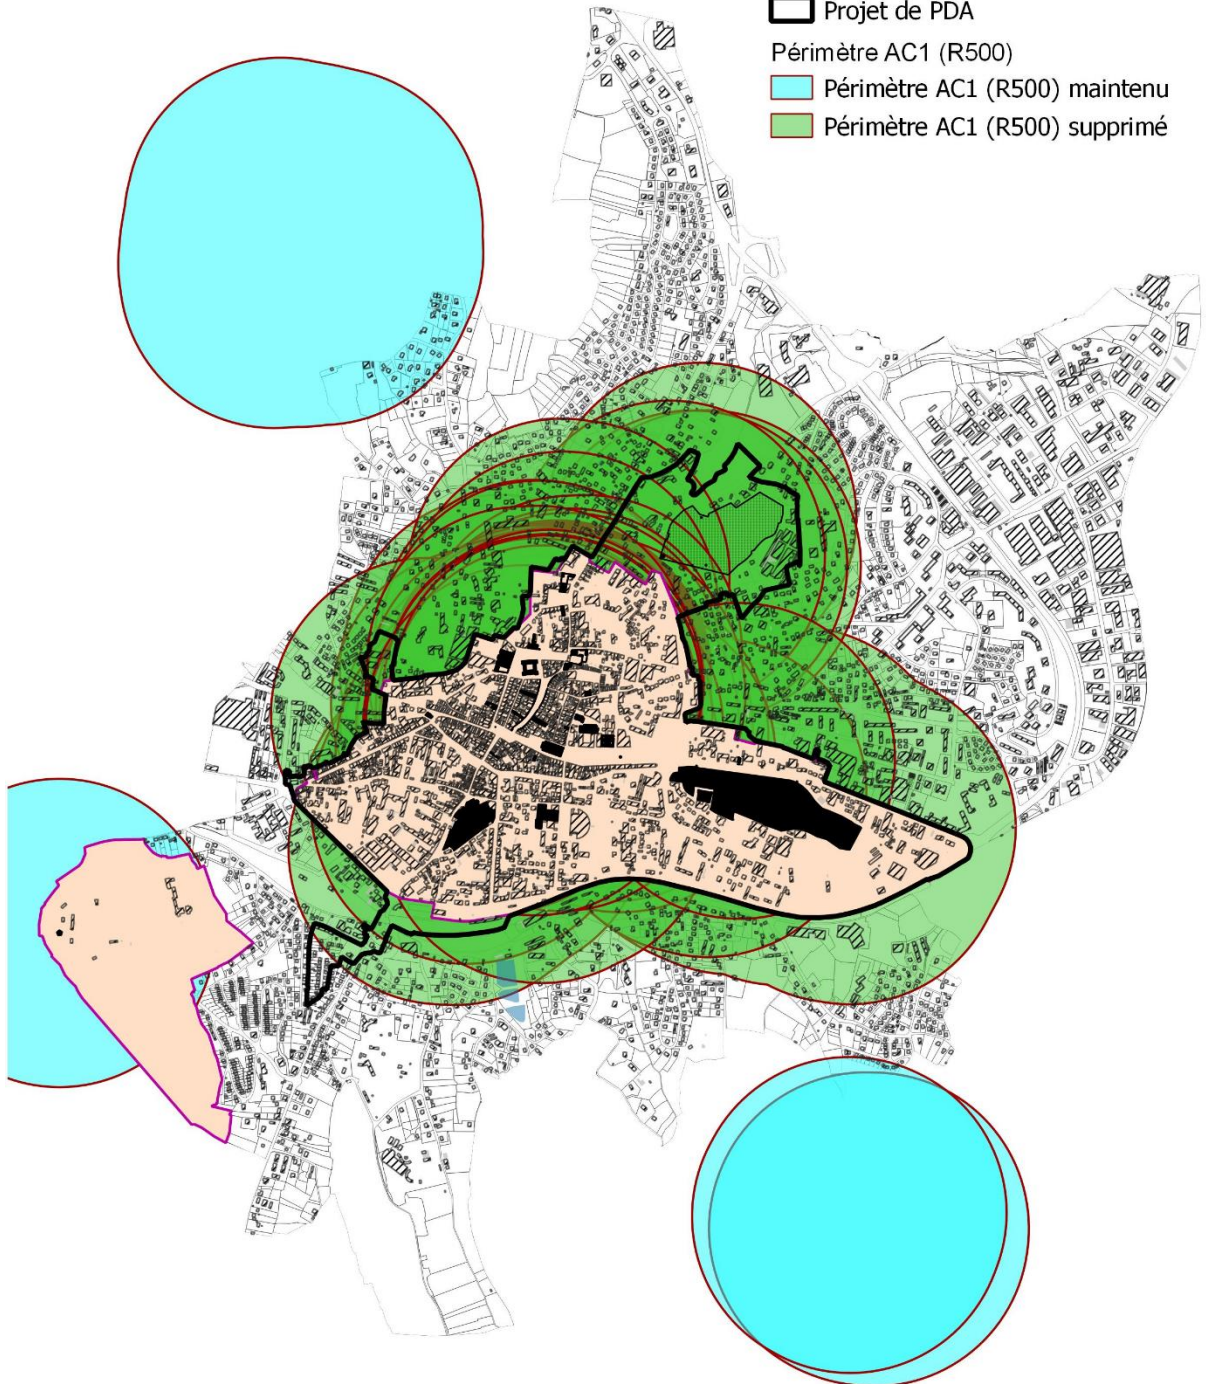 Projet de PDA
Périmètre AC1 (R500)
Périmètre AC1 (R500) maintenu
Périmètre AC1 (R500) supprimé